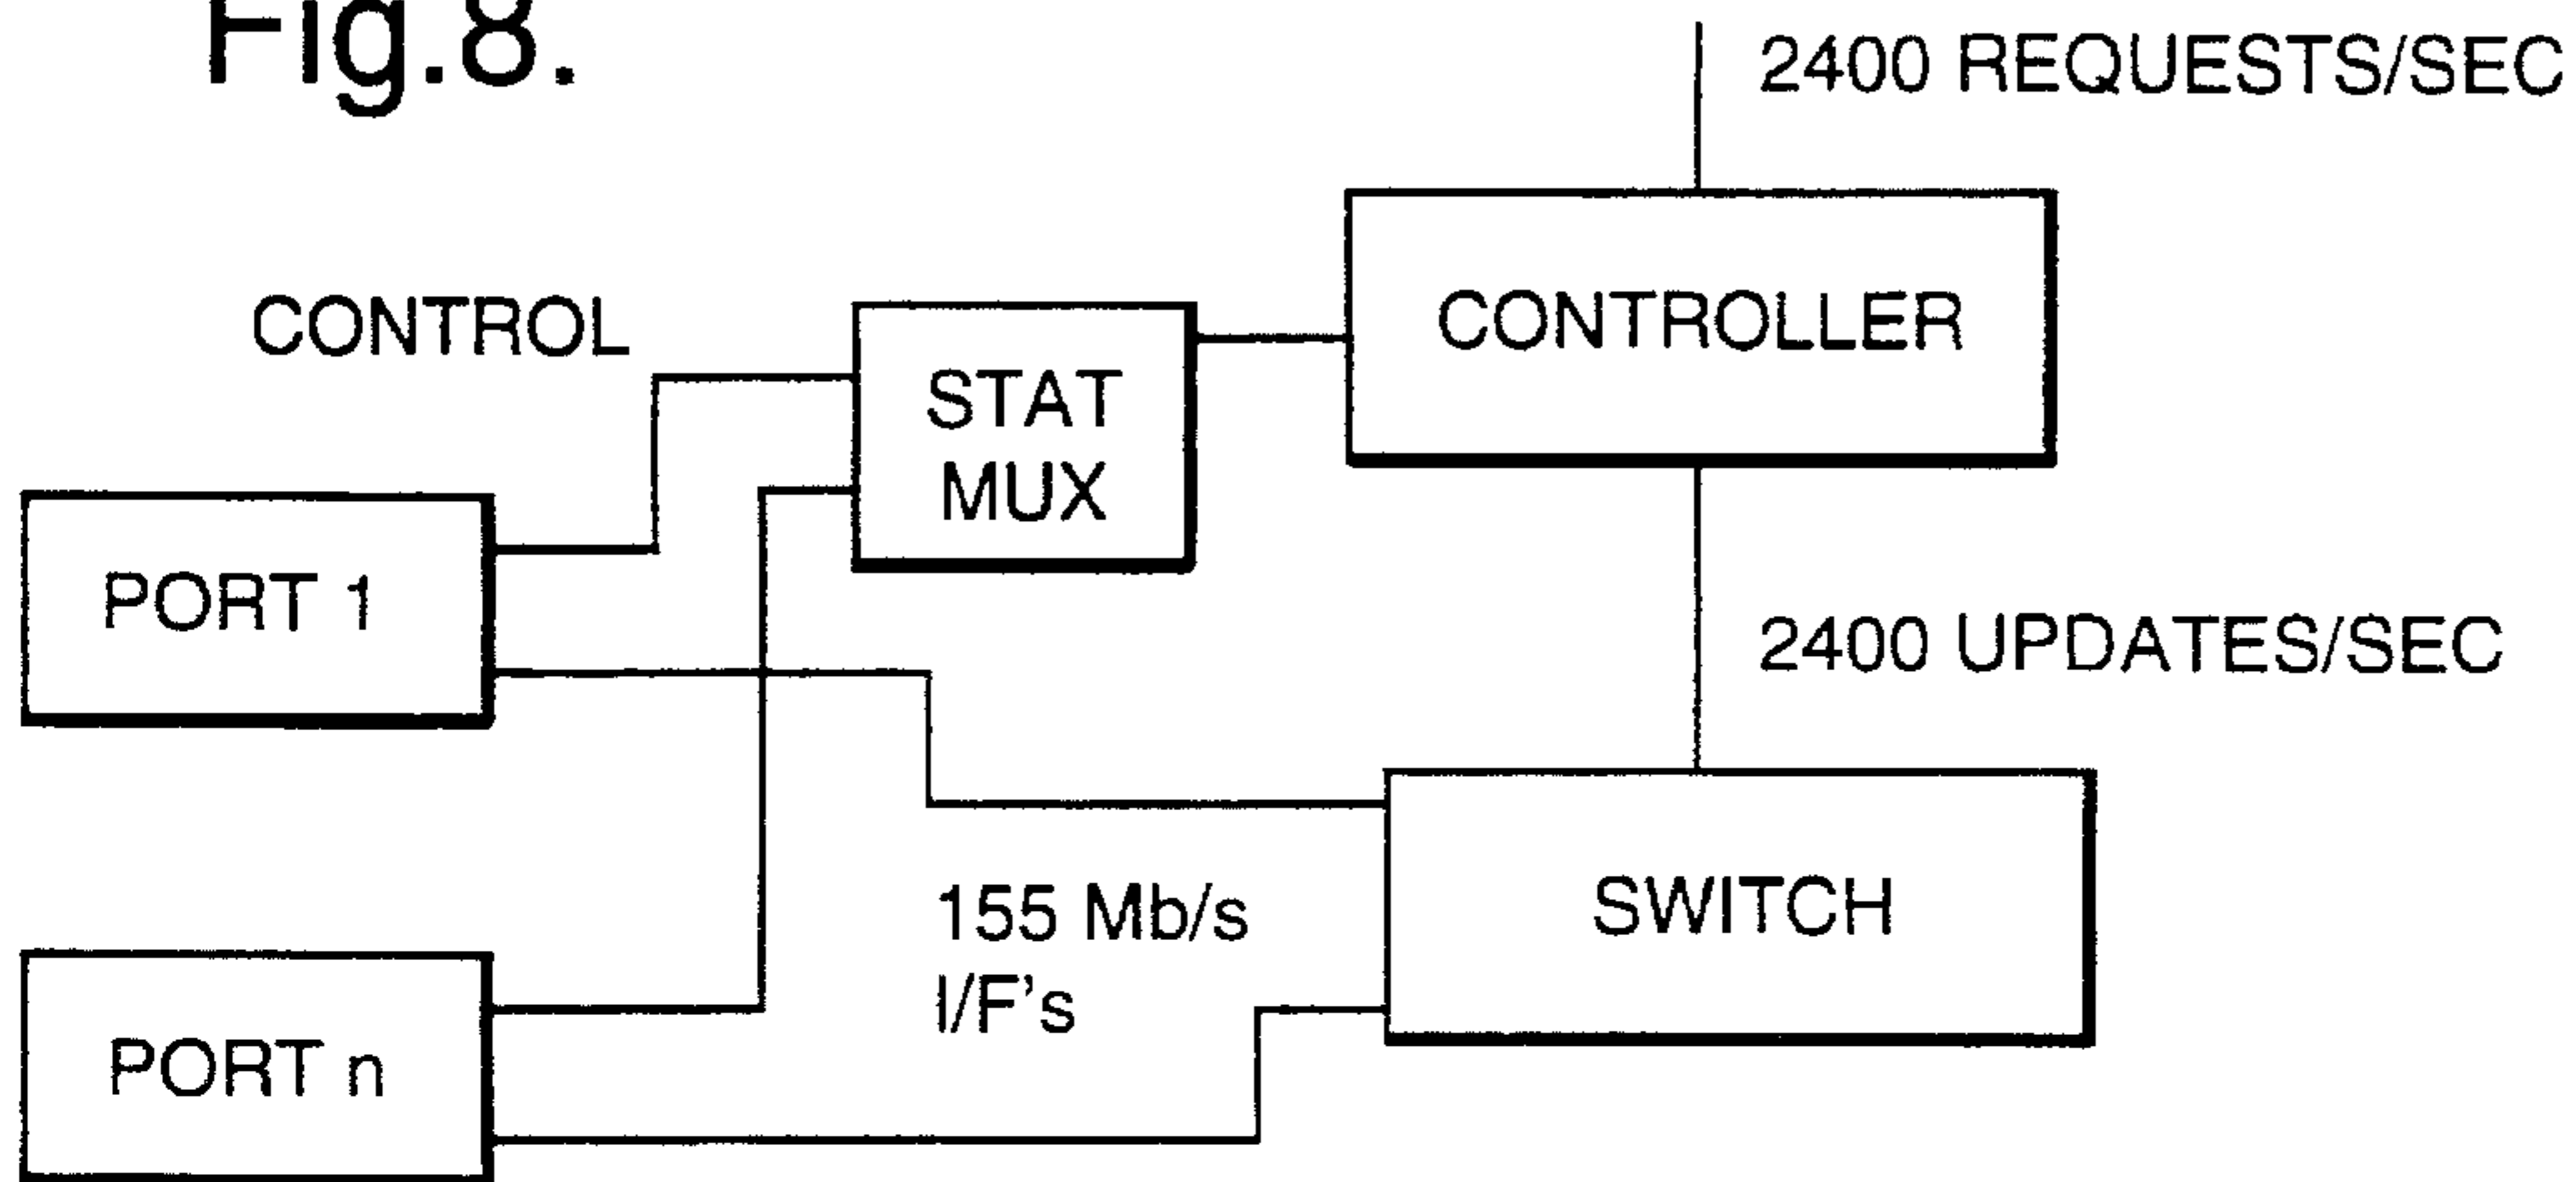 Fig.8.
2400 REQUESTS/SEC
CONTROLLER
CONTROL
STAT
MUX
PORT 1
2400 UPDATES/SEC
155 Mb/s
I/F's
SWITCH
PORT n